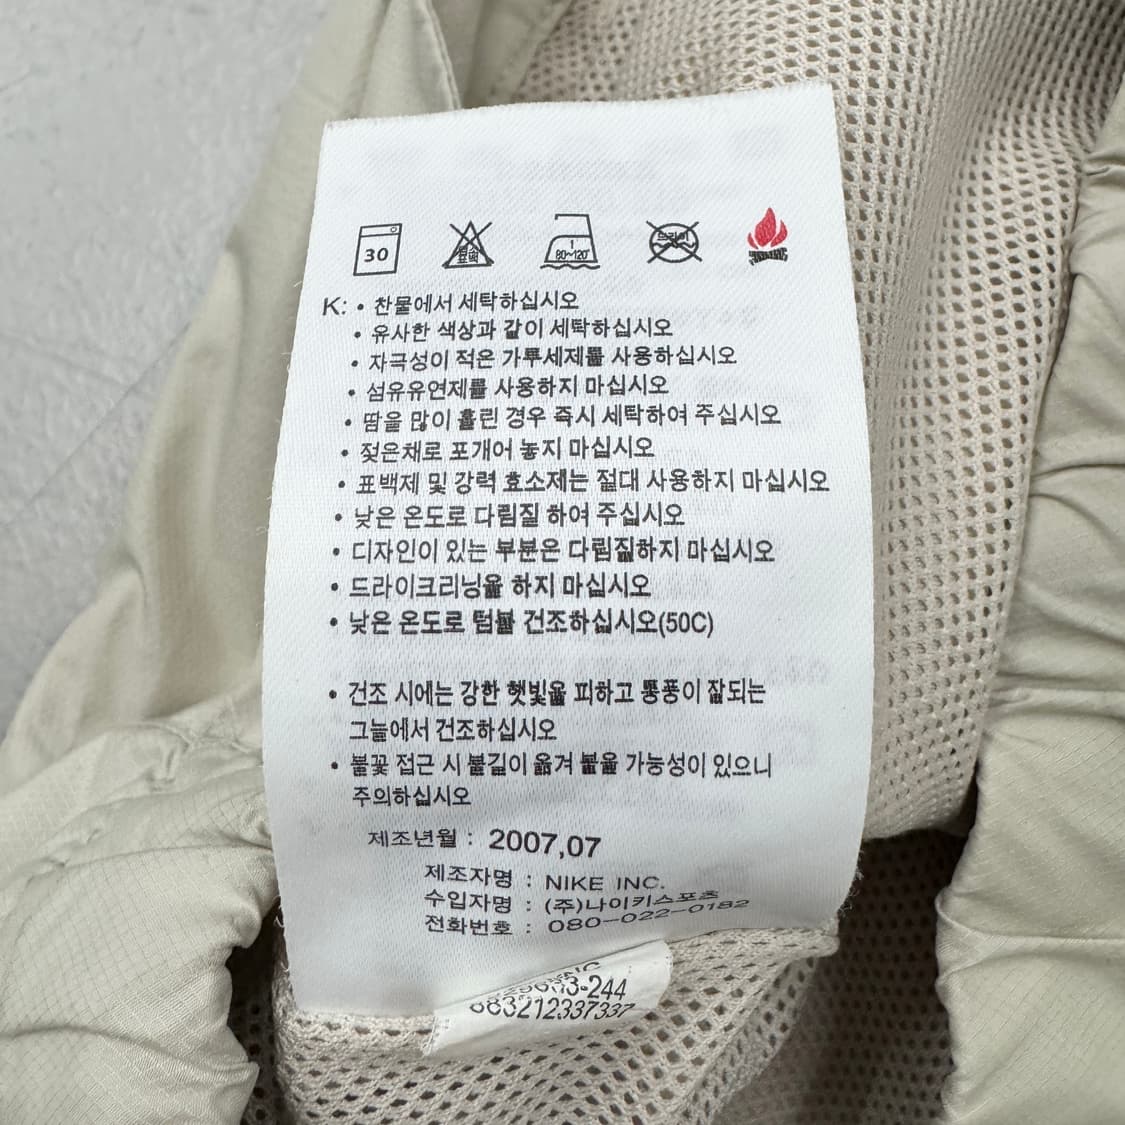 30
염소 표백
1
80~120°
드라이
K: • 찬물에서 세탁하십시오
• 유사한 색상과 같이 세탁하십시오
• 자극성이 적은 가루세제를 사용하십시오
• 섬유유연제를 사용하지 마십시오
• 땀을 많이 흘린 경우 즉시 세탁하여 주십시오
• 젖은채로 포개어 놓지 마십시오
• 표백제 및 강력 효소제는 절대 사용하지 마십시오
• 낮은 온도로 다림질 하여 주십시오
• 디자인이 있는 부분은 다림질하지 마십시오
• 드라이크리닝을 하지 마십시오
• 낮은 온도로 텀블 건조하십시오(50C)
• 건조 시에는 강한 햇빛을 피하고 통풍이 잘되는
그늘에서 건조하십시오
• 불꽃 접근 시 불길이 옮겨 붙을 가능성이 있으니
주의하십시오
제조년월 : 2007,07
제조자명 : NIKE INC.
수입자명 : (주)나이키스포츠
전화번호 : 080-022-0182
683212337337